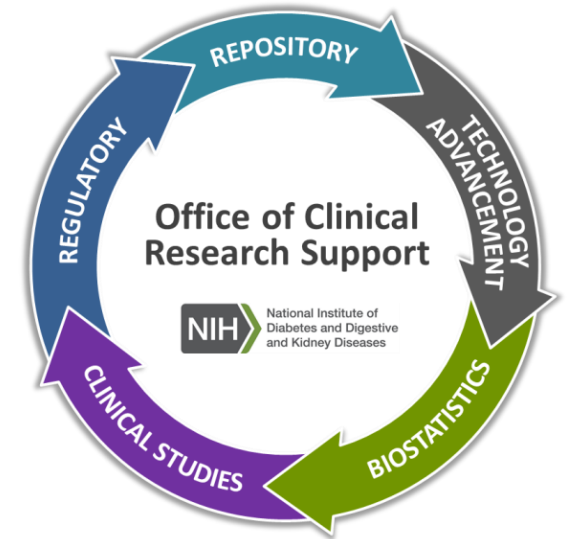 REPOSITORY
TECHNOLOGY
ADVANCEMENT
BIOSTATISTICS
CLINICAL STUDIES
REGULATORY
Office of Clinical
Research Support
NIH
National Institute of
Diabetes and Digestive
and Kidney Diseases